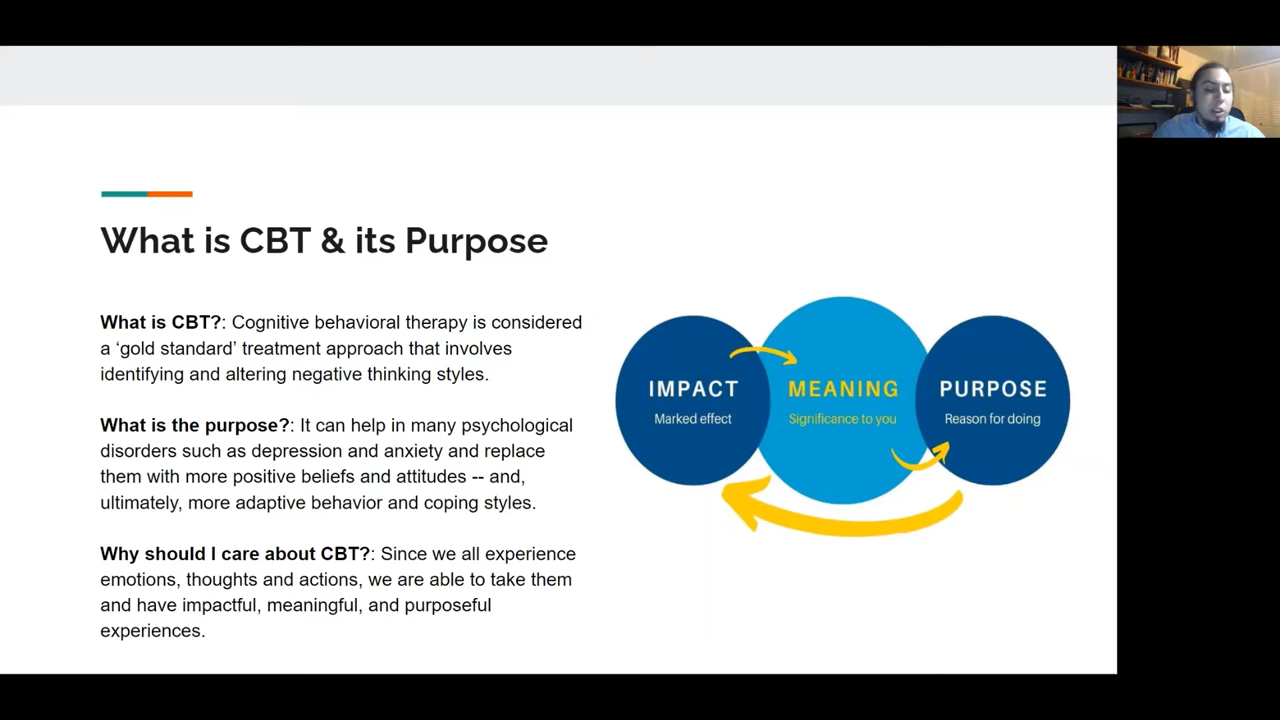 What is CBT & its Purpose
What is CBT?: Cognitive behavioral therapy is considered
a ‘gold standard’ treatment approach that involves
identifying and altering negative thinking styles.
What is the purpose?: It can help in many psychological
disorders such as depression and anxiety and replace
them with more positive beliefs and attitudes -- and,
ultimately, more adaptive behavior and coping styles.
Why should I care about CBT?: Since we all experience
emotions, thoughts and actions, we are able to take them
and have impactful, meaningful, and purposeful
experiences.
IMPACT
Marked effect
MEANING
Significance to you
PURPOSE
Reason for doing